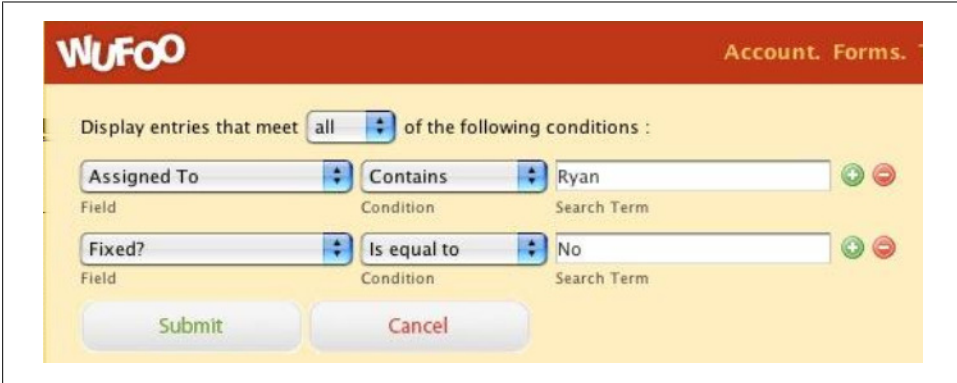 WUFOO
Account. Forms.
Display entries that meet all of the following conditions :
Assigned To Contains Ryan
Field Condition Search Term
Fixed? Is equal to No
Field Condition Search Term
Submit Cancel